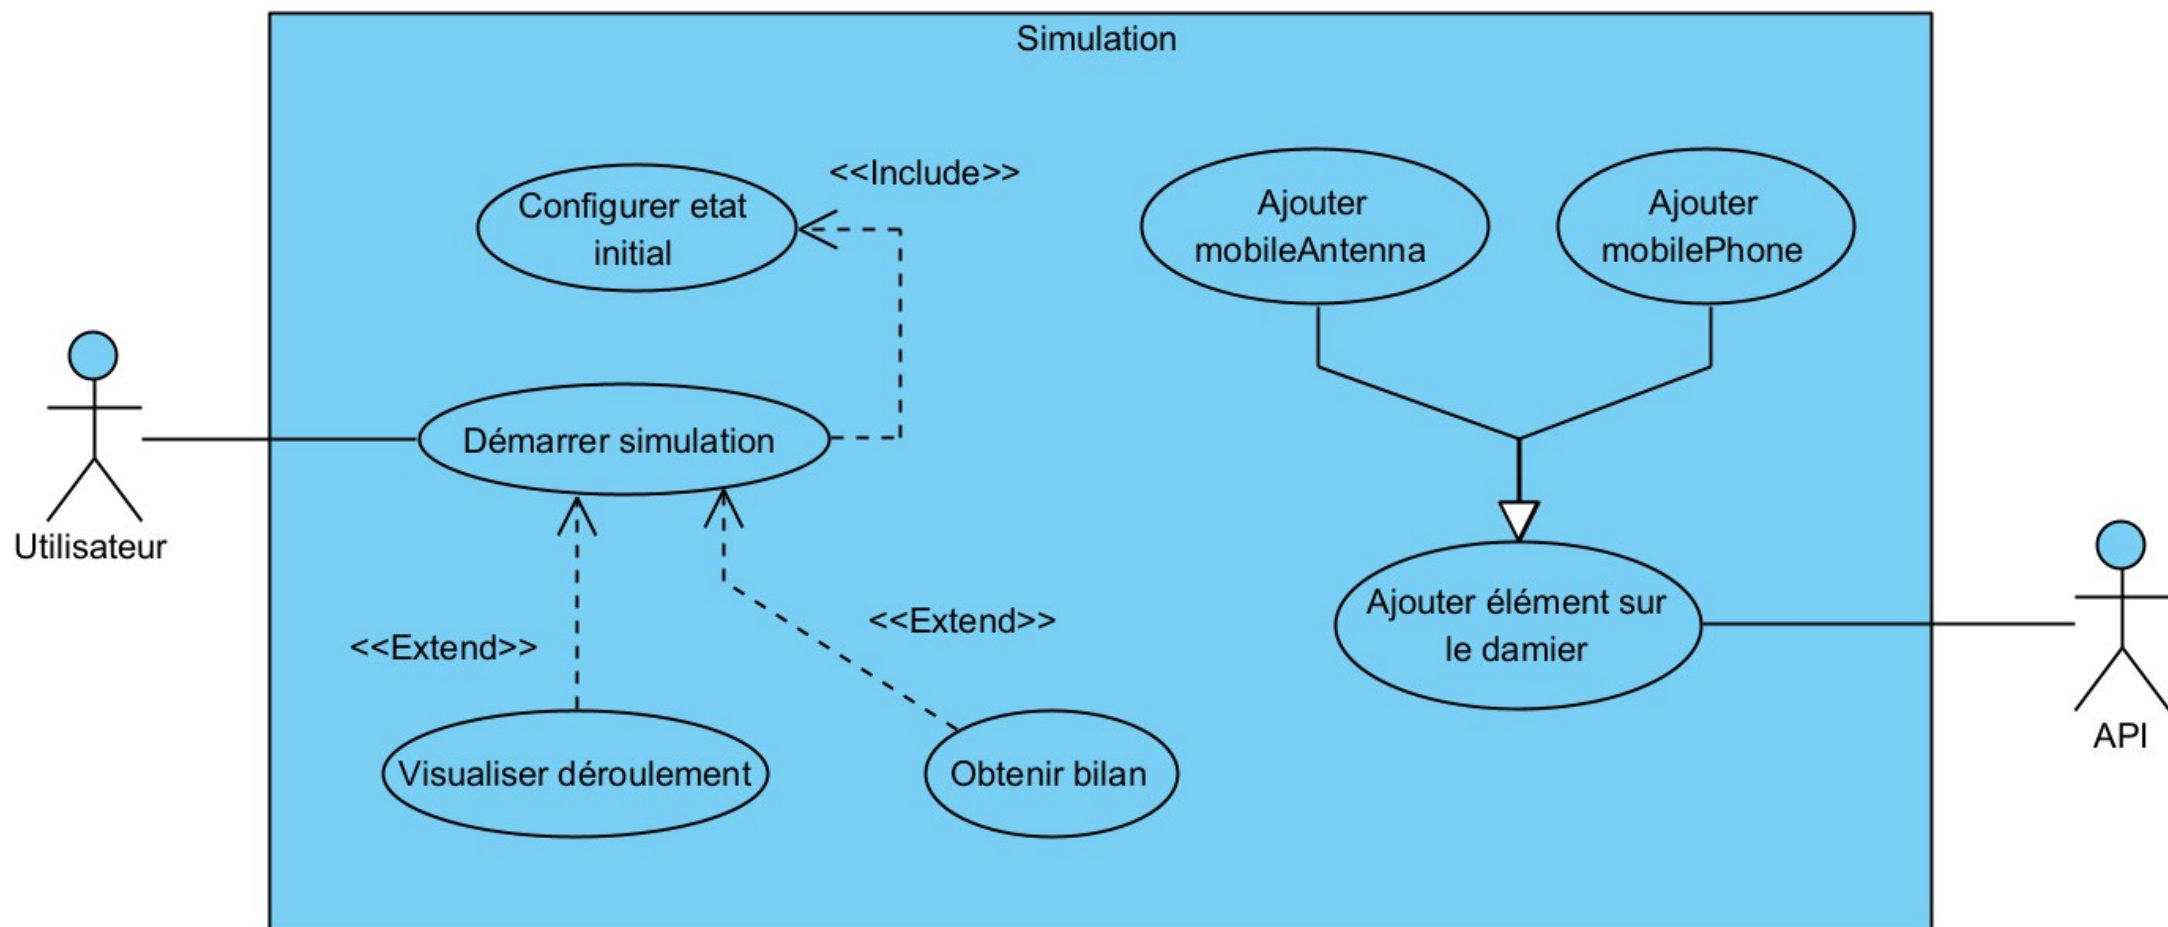 Simulation
<<Include>>
Configurer etat
initial
Ajouter
mobileAntenna
Ajouter
mobilePhone
Démarrer simulation
Utilisateur
<<Extend>>
<<Extend>>
Ajouter élément sur
le damier
API
Visualiser déroulement
Obtenir bilan